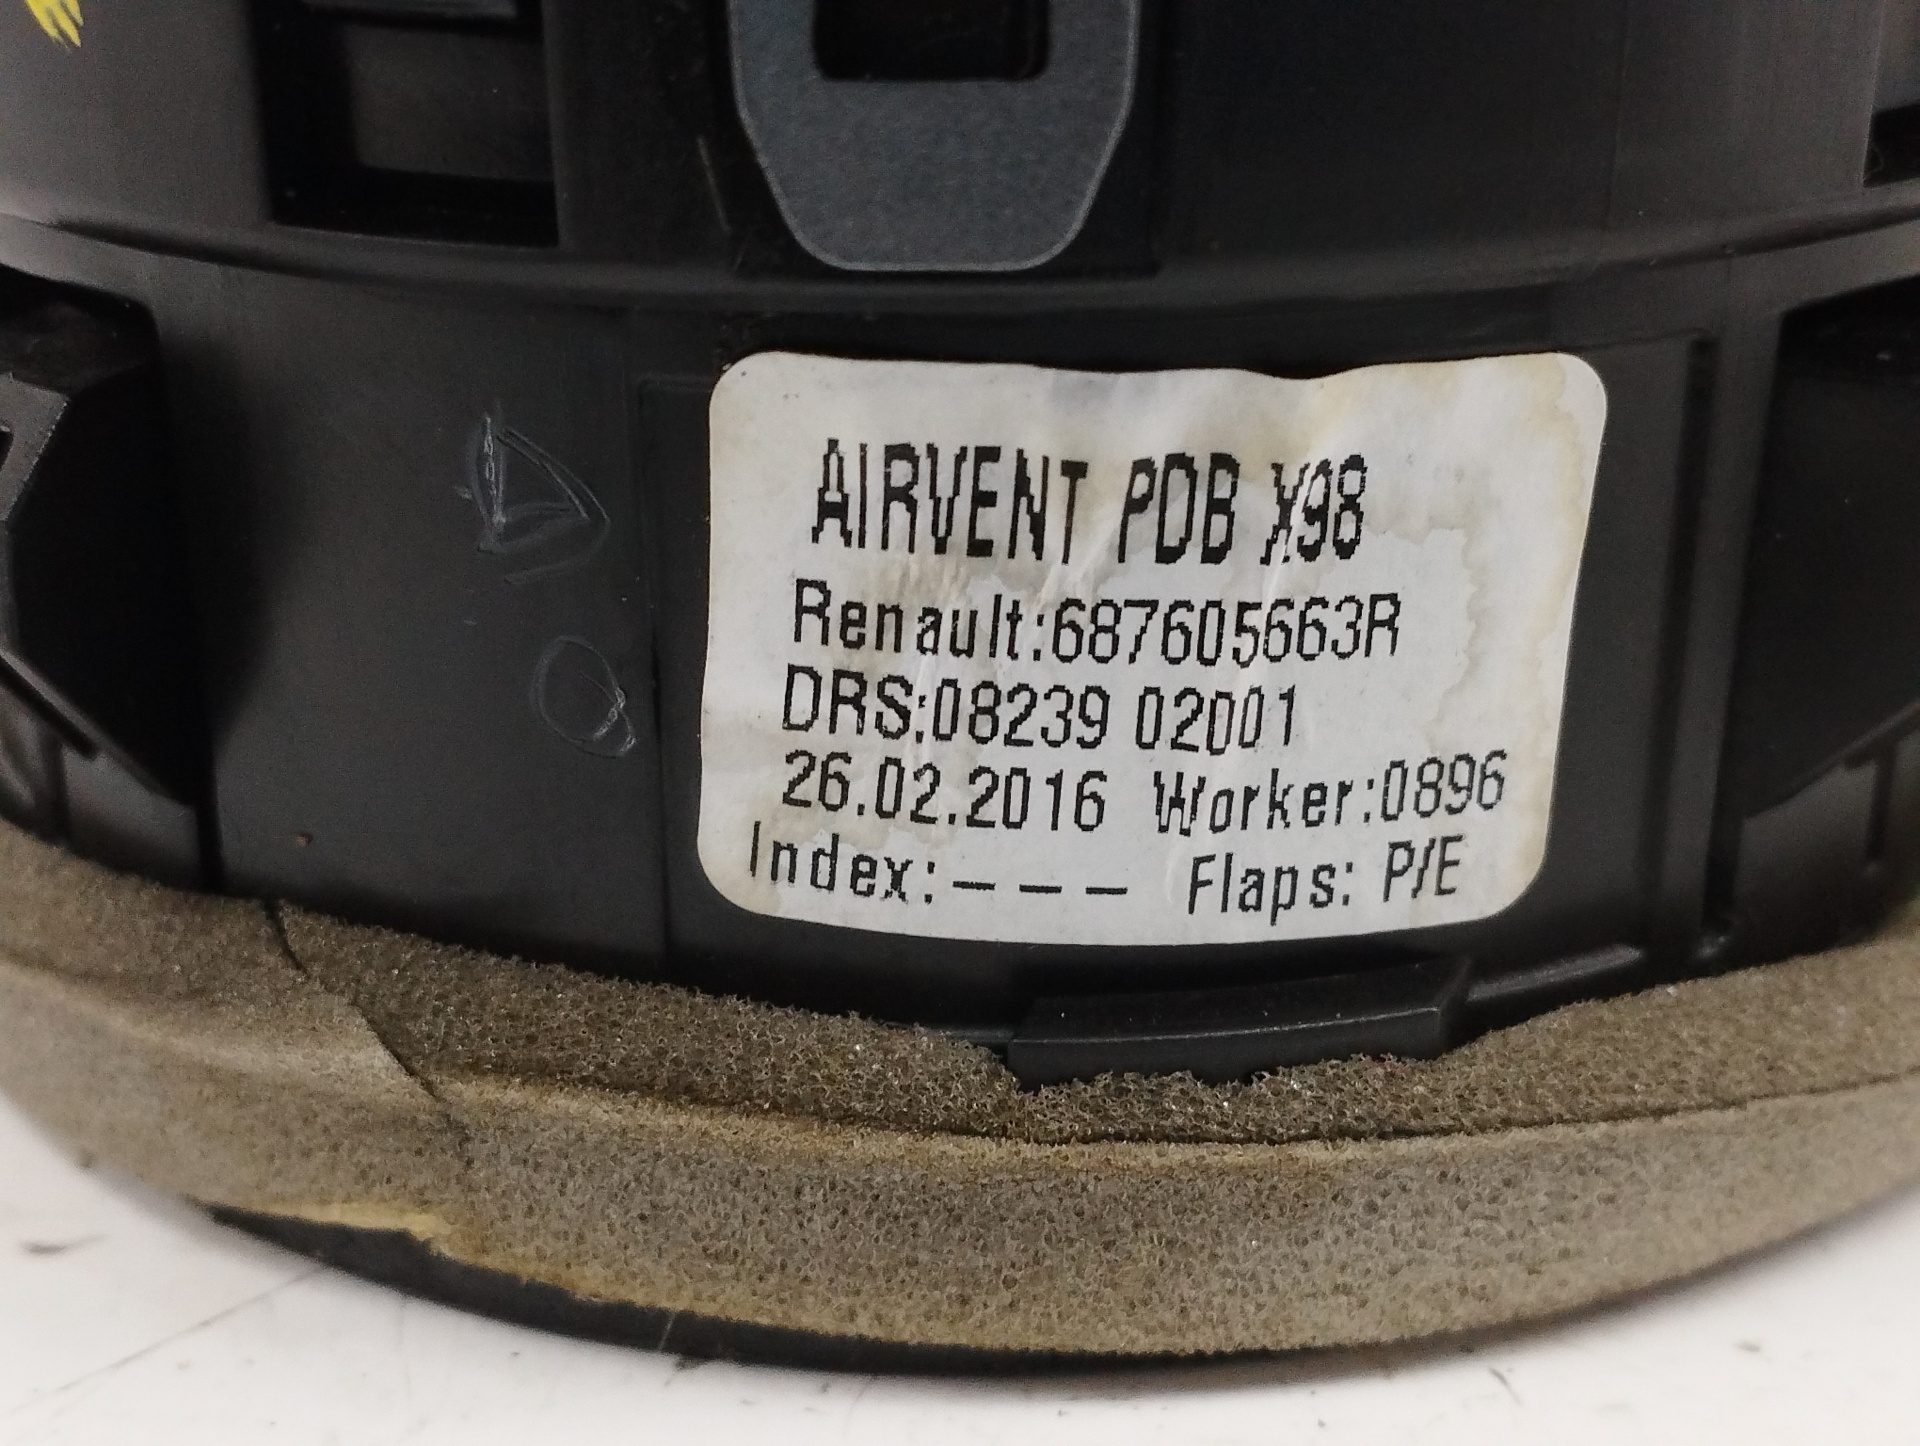 AIRVENT PDB X98
Renault:687605663R
DRS:08239 02001
26.02.2016 Worker:0896
Index:--- Flaps: P/E